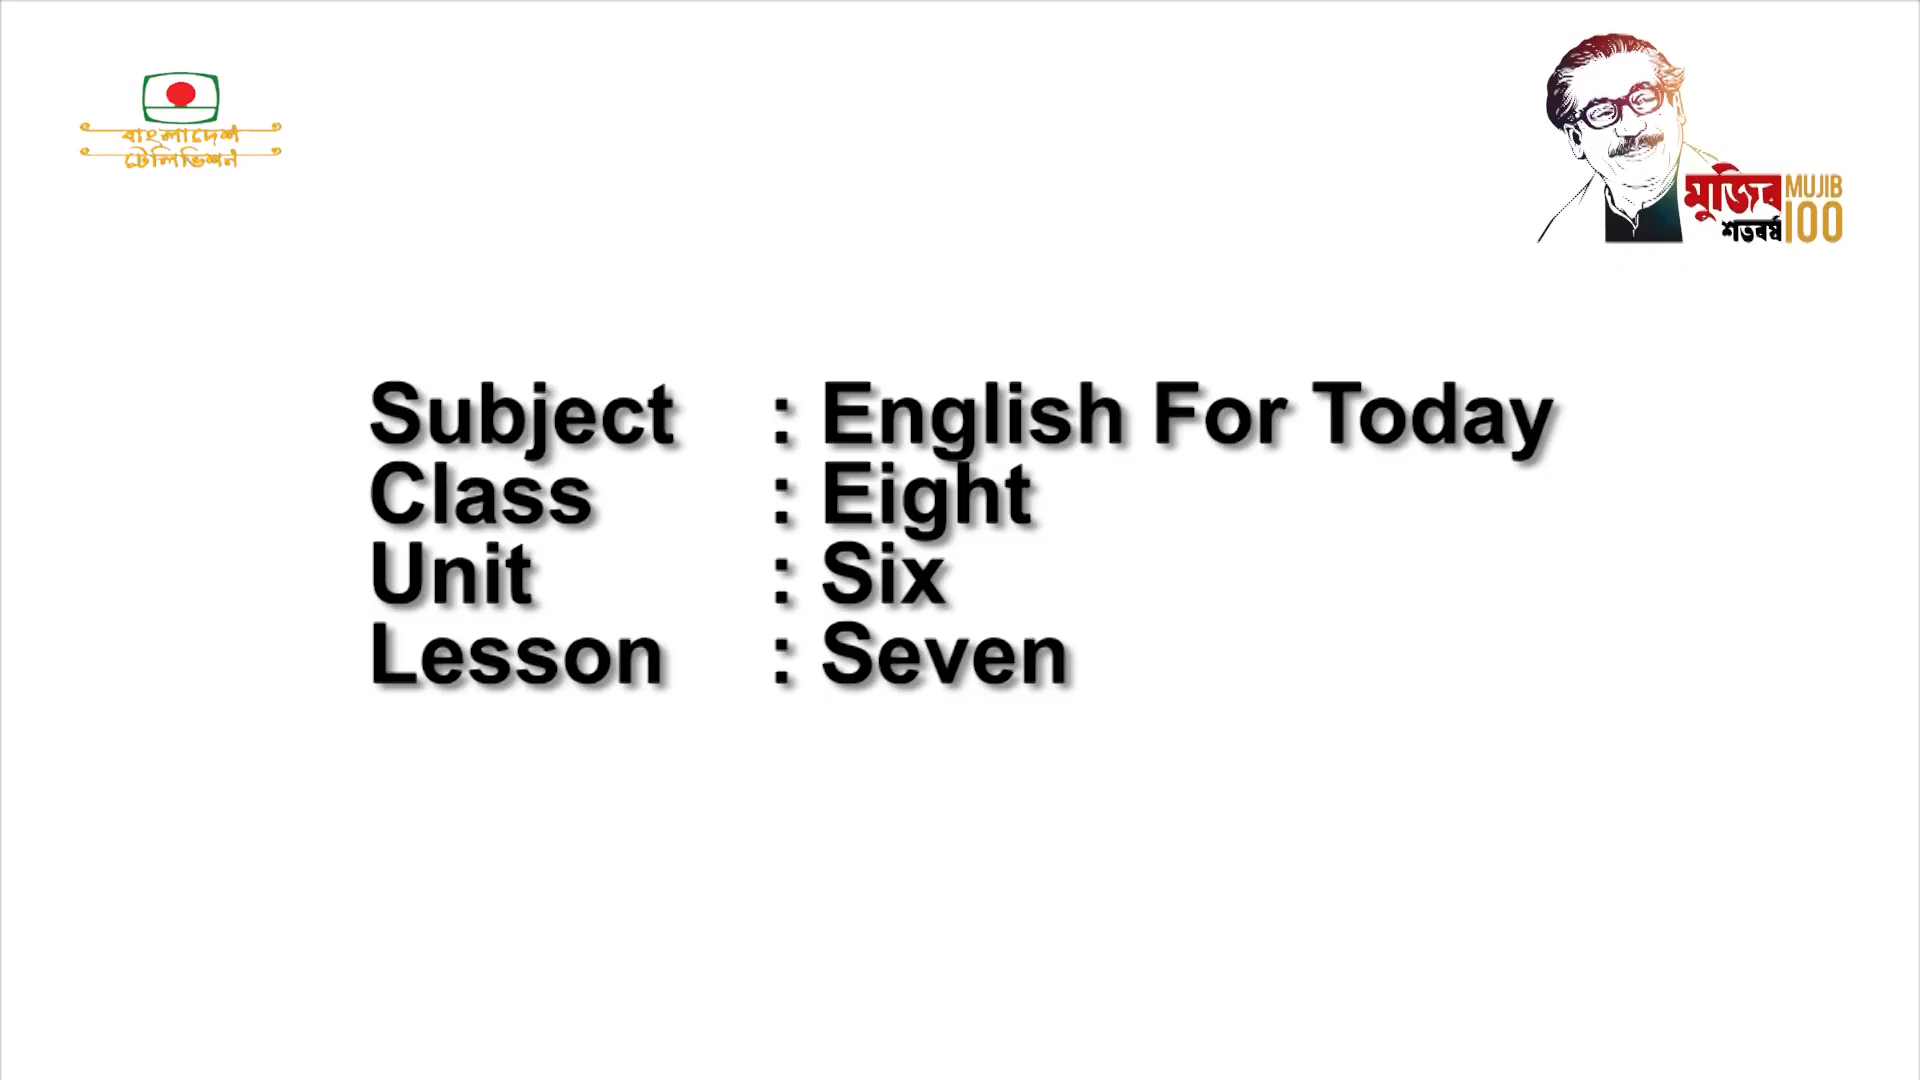 বাংলাদেশ
টেলিভিশন
মুজিব MUJIB
শতবর্ষ 100
Subject : English For Today
Class : Eight
Unit : Six
Lesson : Seven